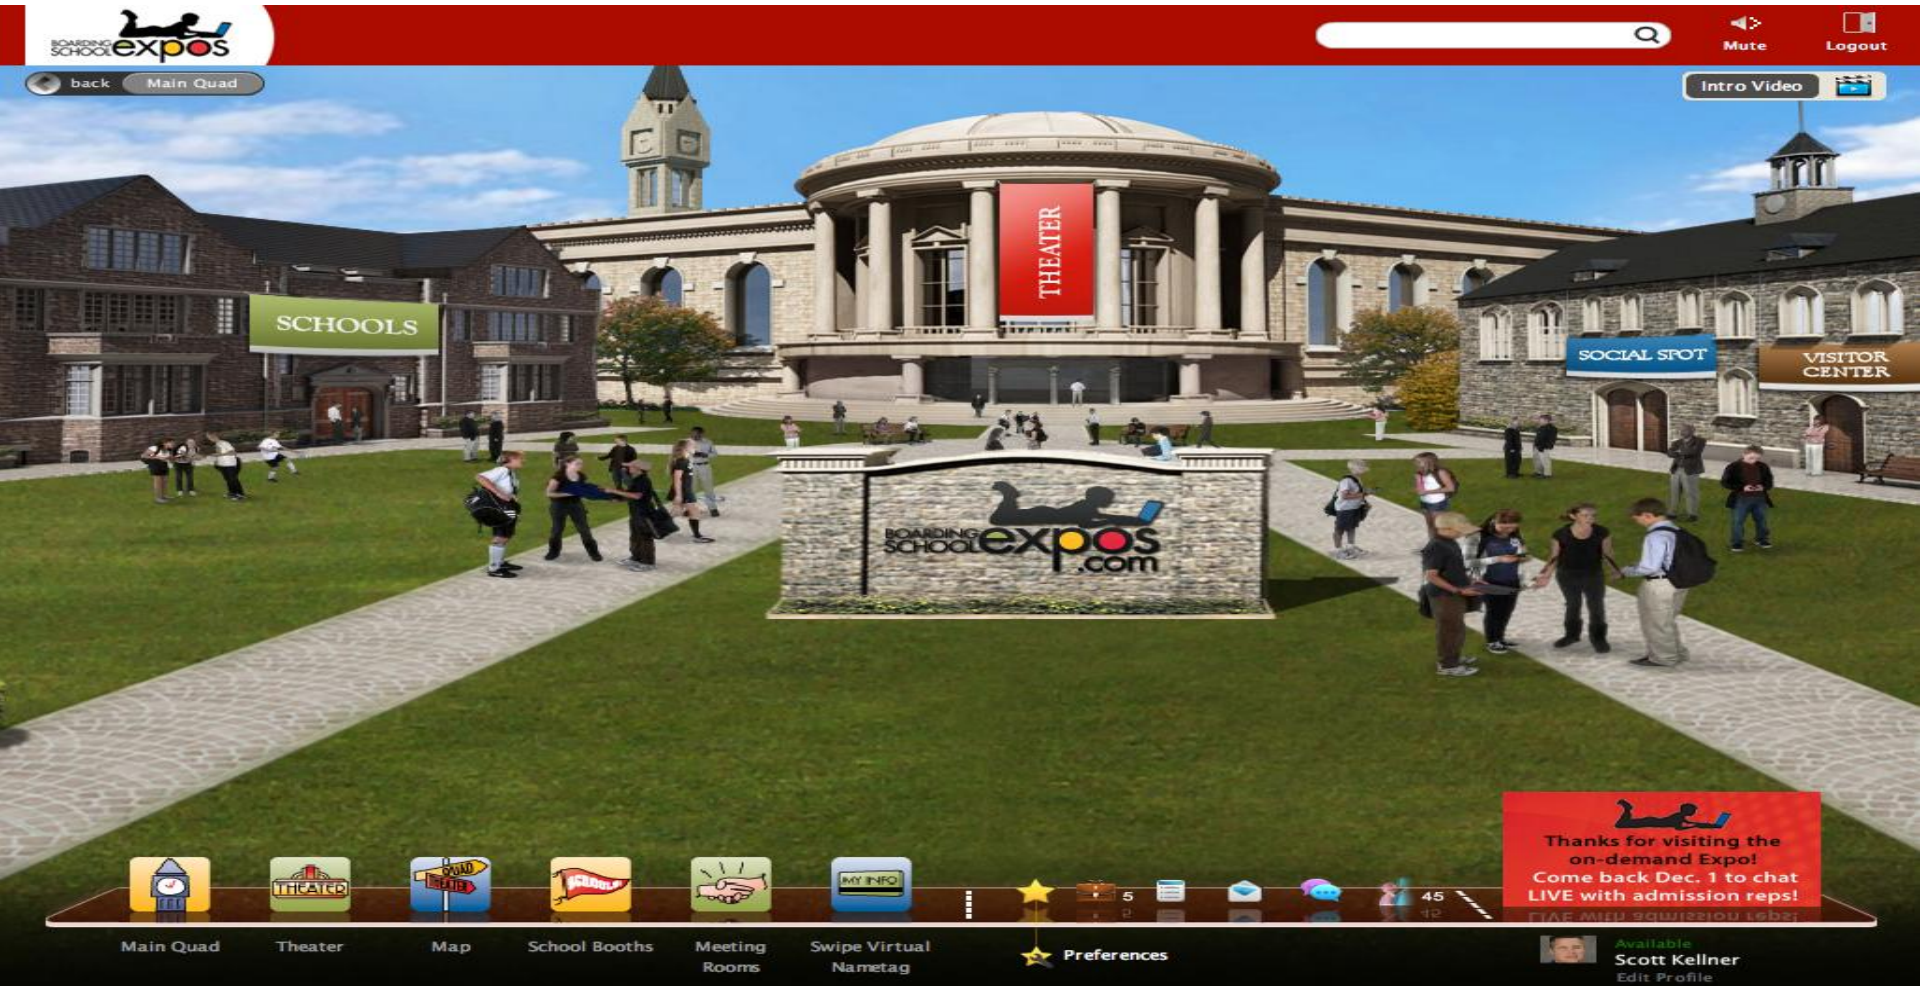 BOARDING
SCHOOL expos
Mute
Logout
back
Main Quad
Intro Video
THEATER
SCHOOLS
SOCIAL SPOT
VISITOR
CENTER
BOARDING
SCHOOL expos
.com
THEATER
QUAD
THEATER
SCHOOLS
MY INFO
5
45
Thanks for visiting the
on-demand Expo!
Come back Dec. 1 to chat
LIVE with admission reps!
Main Quad
Theater
Map
School Booths
Meeting
Rooms
Swipe Virtual
Nametag
Preferences
Available
Scott Kellner
Edit Profile